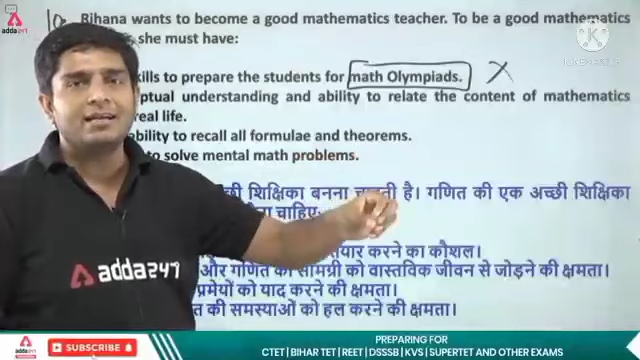 Rihana wants to become a good mathematics teacher. To be a good mathematics
she must have:
kills to prepare the students for math Olympiads.
ptual understanding and ability to relate the content of mathematics
real life.
ability to recall all formulae and theorems.
to solve mental math problems.
शिक्षिका बनना चाहती है। गणित की एक अच्छी शिक्षिका
चाहिए:
तैयार करने का कौशल।
और गणित की सामग्री को वास्तविक जीवन से जोड़ने की क्षमता।
प्रमेयों को याद करने की क्षमता।
त की समस्याओं को हल करने की क्षमता।
adda247
adda247
SUBSCRIBE
PREPARING FOR
CTET | BIHAR TET | REET | DSSSB | KVS | SUPERTET AND OTHER EXAMS
adda247